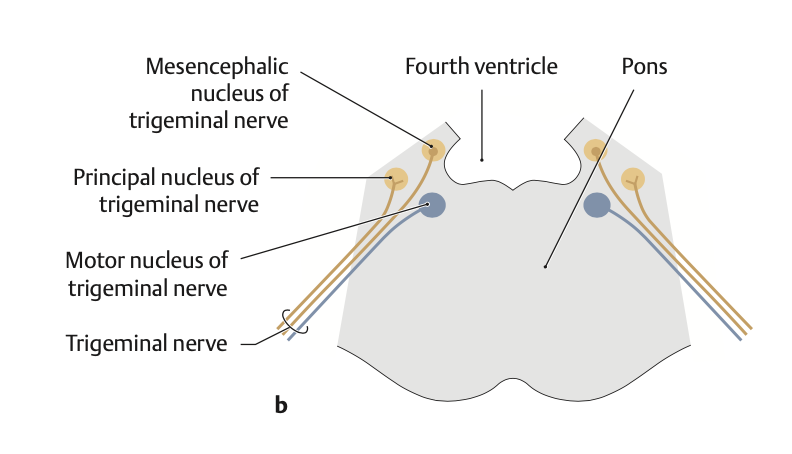 Mesencephalic
nucleus of
trigeminal nerve
Fourth ventricle
Pons
Principal nucleus of
trigeminal nerve
Motor nucleus of
trigeminal nerve
Trigeminal nerve
b